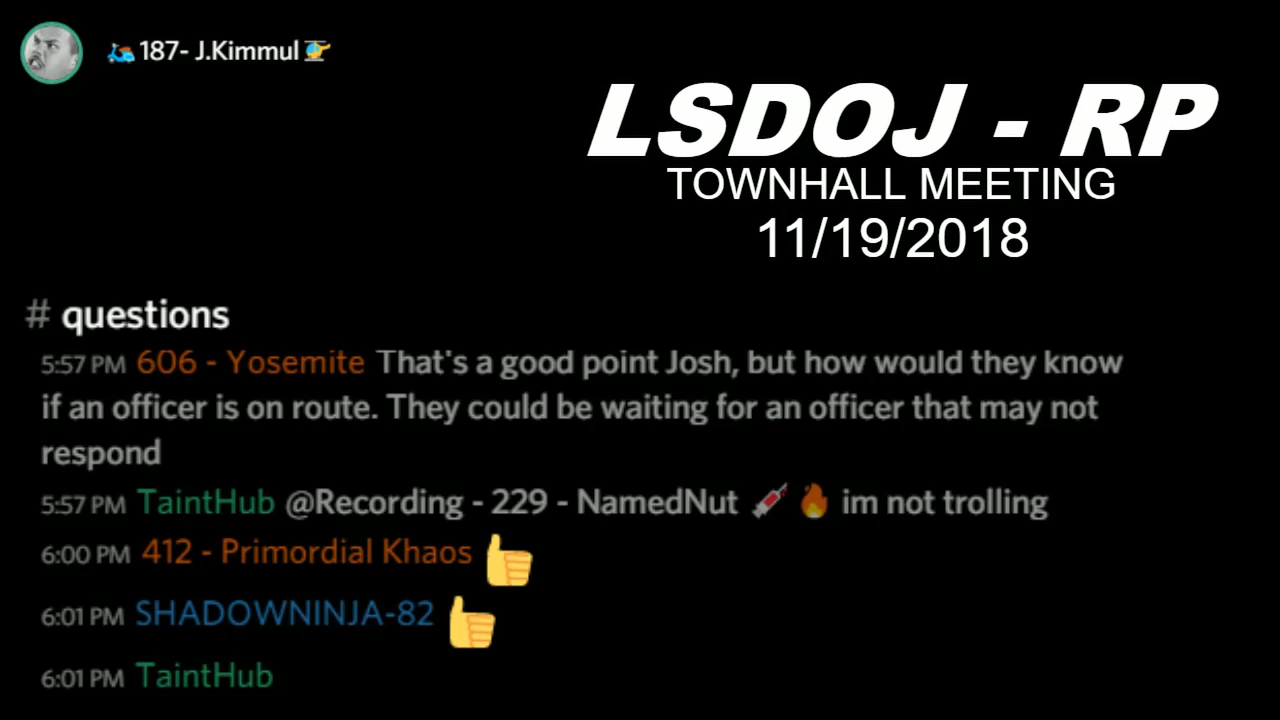 🛵 187- J.Kimmul 🚁
LSDOJ - RP
TOWNHALL MEETING
11/19/2018
# questions
5:57 PM 606 - Yosemite That's a good point Josh, but how would they know
if an officer is on route. They could be waiting for an officer that may not
respond
5:57 PM TaintHub @Recording - 229 - NamedNut 💉 🔥 im not trolling
6:00 PM 412 - Primordial Khaos 👍
6:01 PM SHADOWNINJA-82 👍
6:01 PM TaintHub